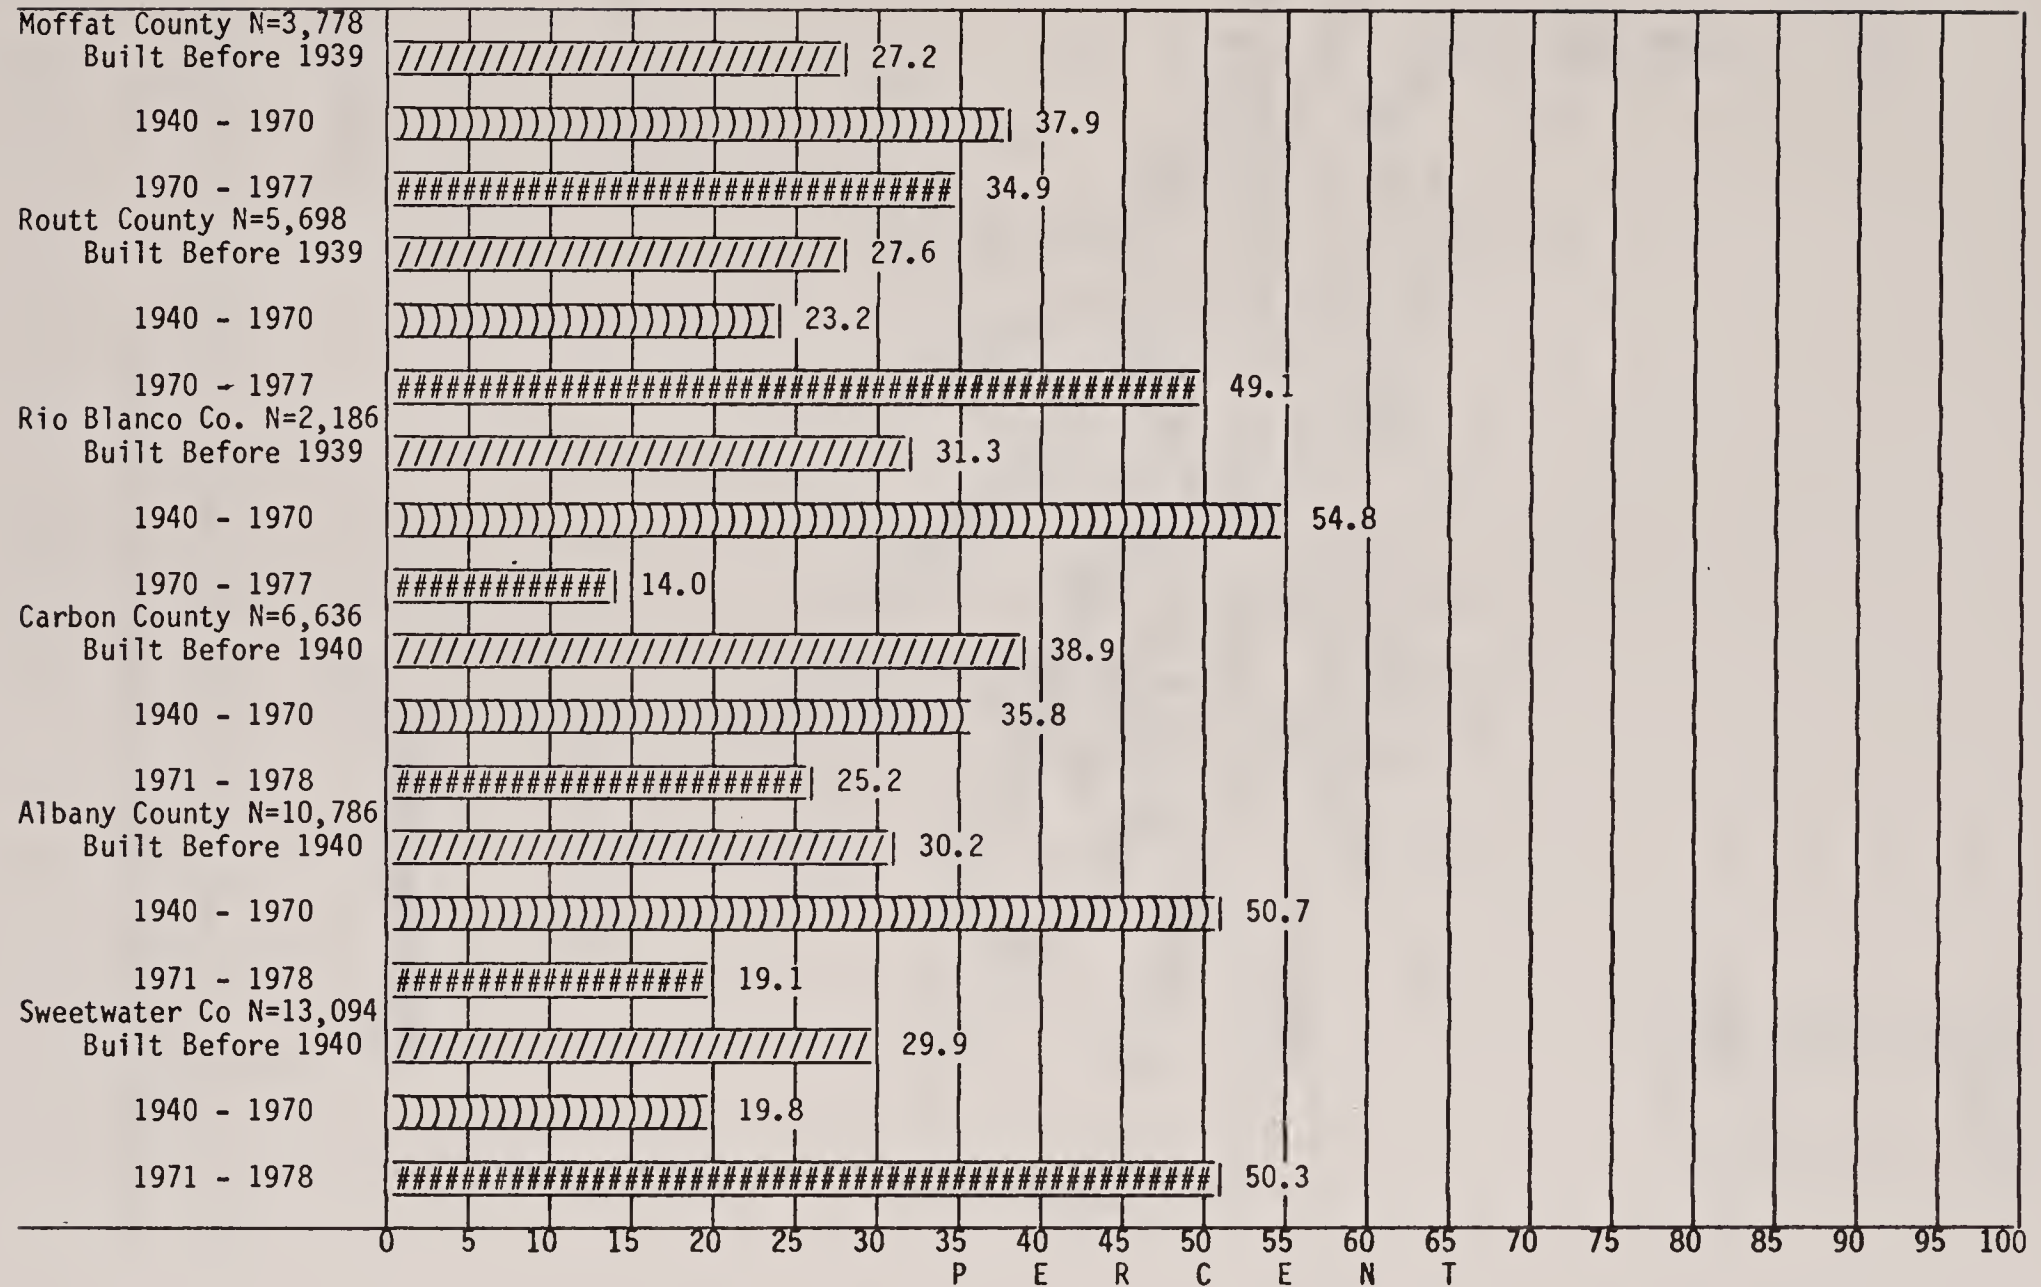 Moffat County N=3,778
Built Before 1939 27.2
1940 - 1970 37.9
1970 - 1977 34.9
Routt County N=5,698
Built Before 1939 27.6
1940 - 1970 23.2
1970 - 1977 49.1
Rio Blanco Co. N=2,186
Built Before 1939 31.3
1940 - 1970 54.8
1970 - 1977 14.0
Carbon County N=6,636
Built Before 1940 38.9
1940 - 1970 35.8
1971 - 1978 25.2
Albany County N=10,786
Built Before 1940 30.2
1940 - 1970 50.7
1971 - 1978 19.1
Sweetwater Co N=13,094
Built Before 1940 29.9
1940 - 1970 19.8
1971 - 1978 50.3
0 5 10 15 20 25 30 35 40 45 50 55 60 65 70 75 80 85 90 95 100
P E R C E N T